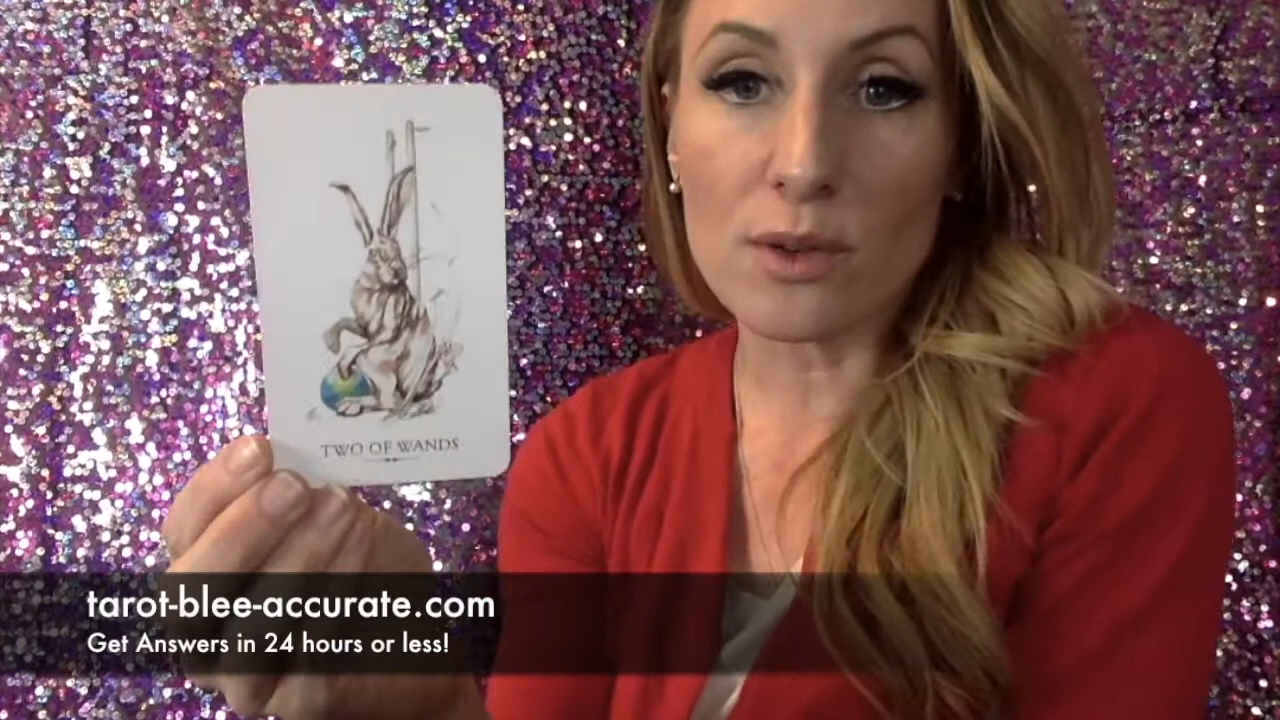 TWO OF WANDS
tarot-blee-accurate.com
Get Answers in 24 hours or less!